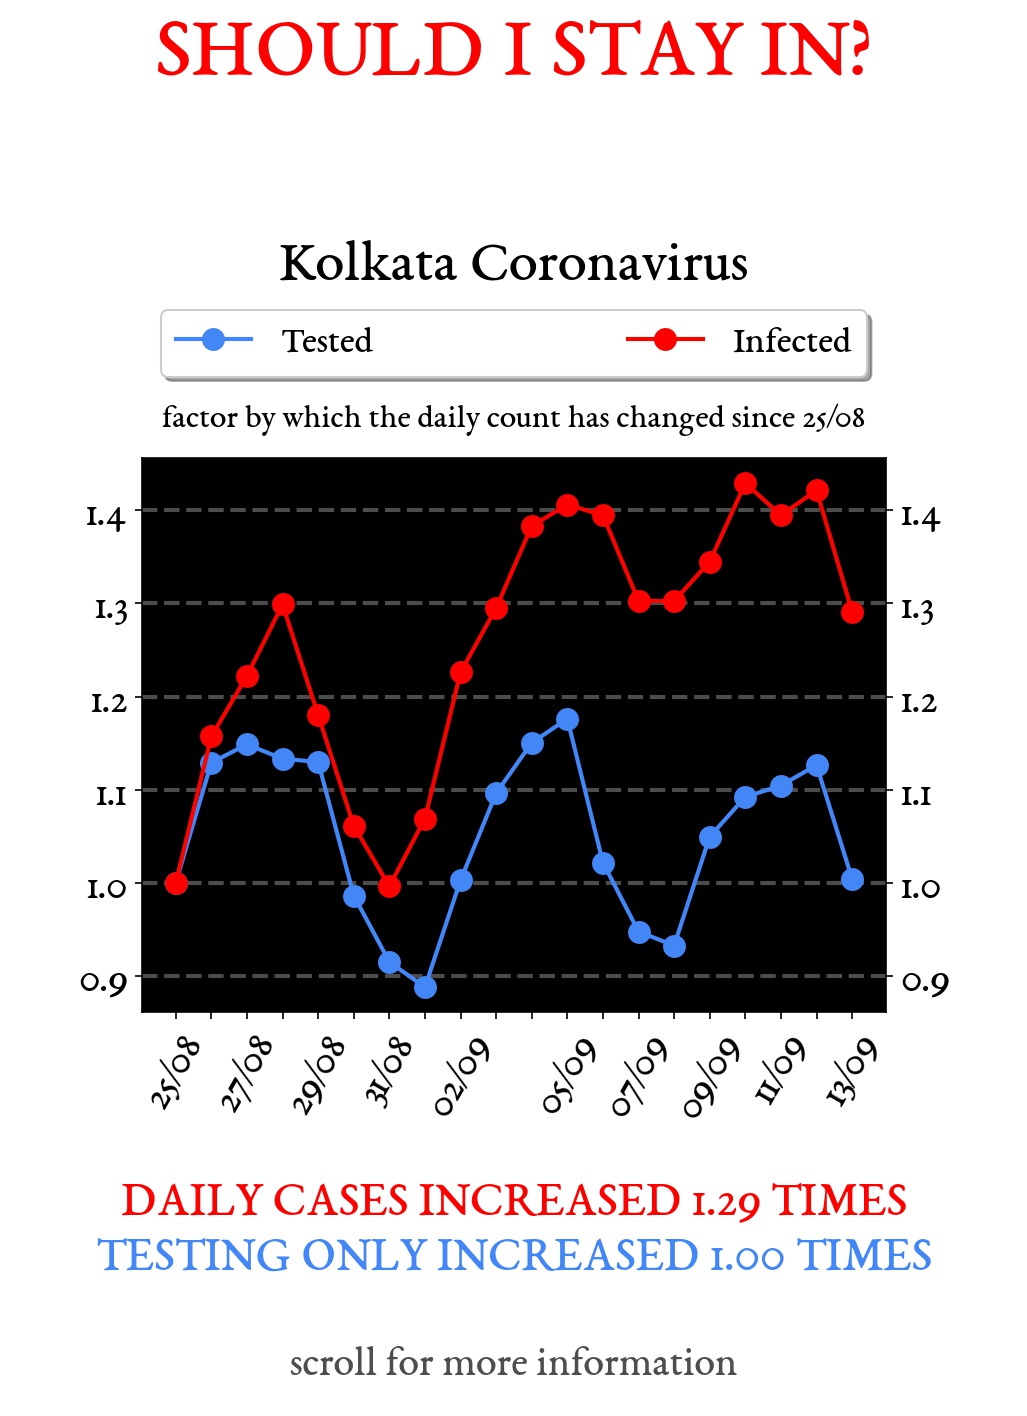 SHOULD I STAY IN?
Kolkata Coronavirus
Tested Infected
factor by which the daily count has changed since 25/08
1.4 1.4
1.3 1.3
1.2 1.2
1.1 1.1
1.0 1.0
0.9 0.9
25/08 27/08 29/08 31/08 02/09 05/09 07/09 09/09 11/09 13/09
DAILY CASES INCREASED 1.29 TIMES
TESTING ONLY INCREASED 1.00 TIMES
scroll for more information